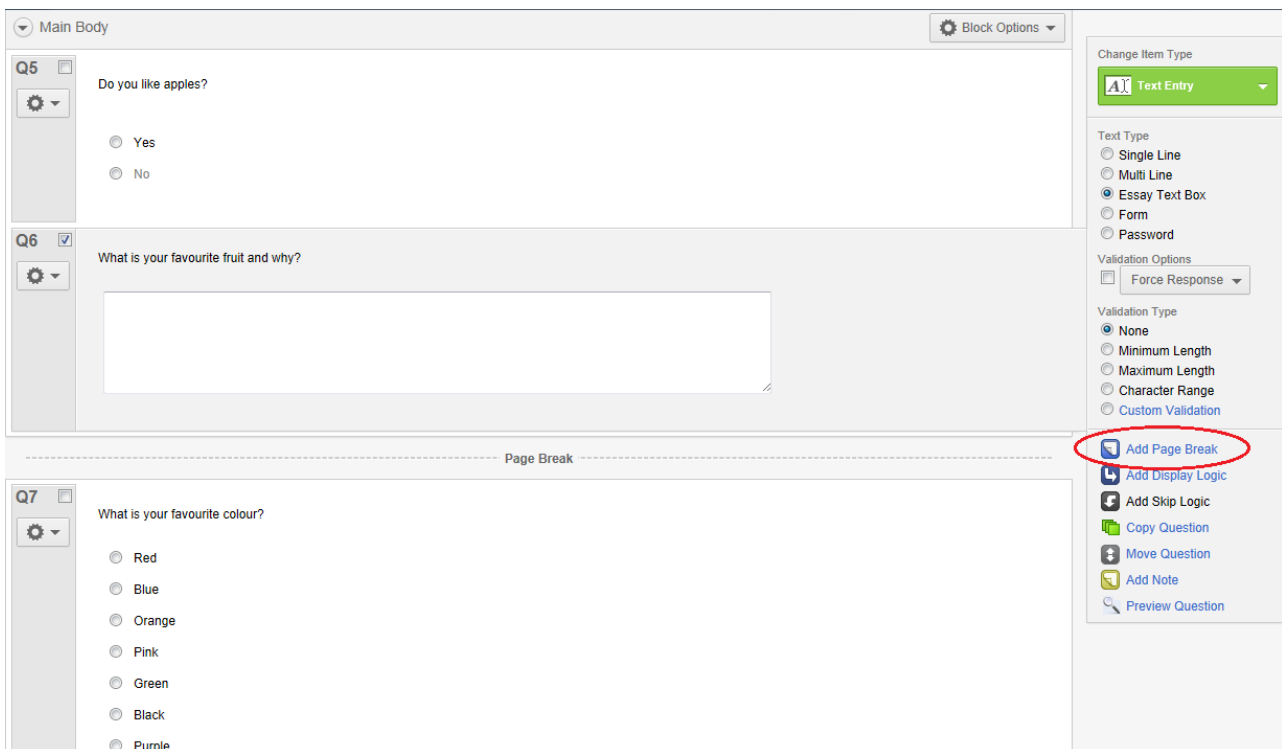 Main Body
Block Options
Q5
Do you like apples?
Yes
No
Q6
What is your favourite fruit and why?
Page Break
Q7
What is your favourite colour?
Red
Blue
Orange
Pink
Green
Black
Purple
Change Item Type
Text Entry
Text Type
Single Line
Multi Line
Essay Text Box
Form
Password
Validation Options
Force Response
Validation Type
None
Minimum Length
Maximum Length
Character Range
Custom Validation
Add Page Break
Add Display Logic
Add Skip Logic
Copy Question
Move Question
Add Note
Preview Question